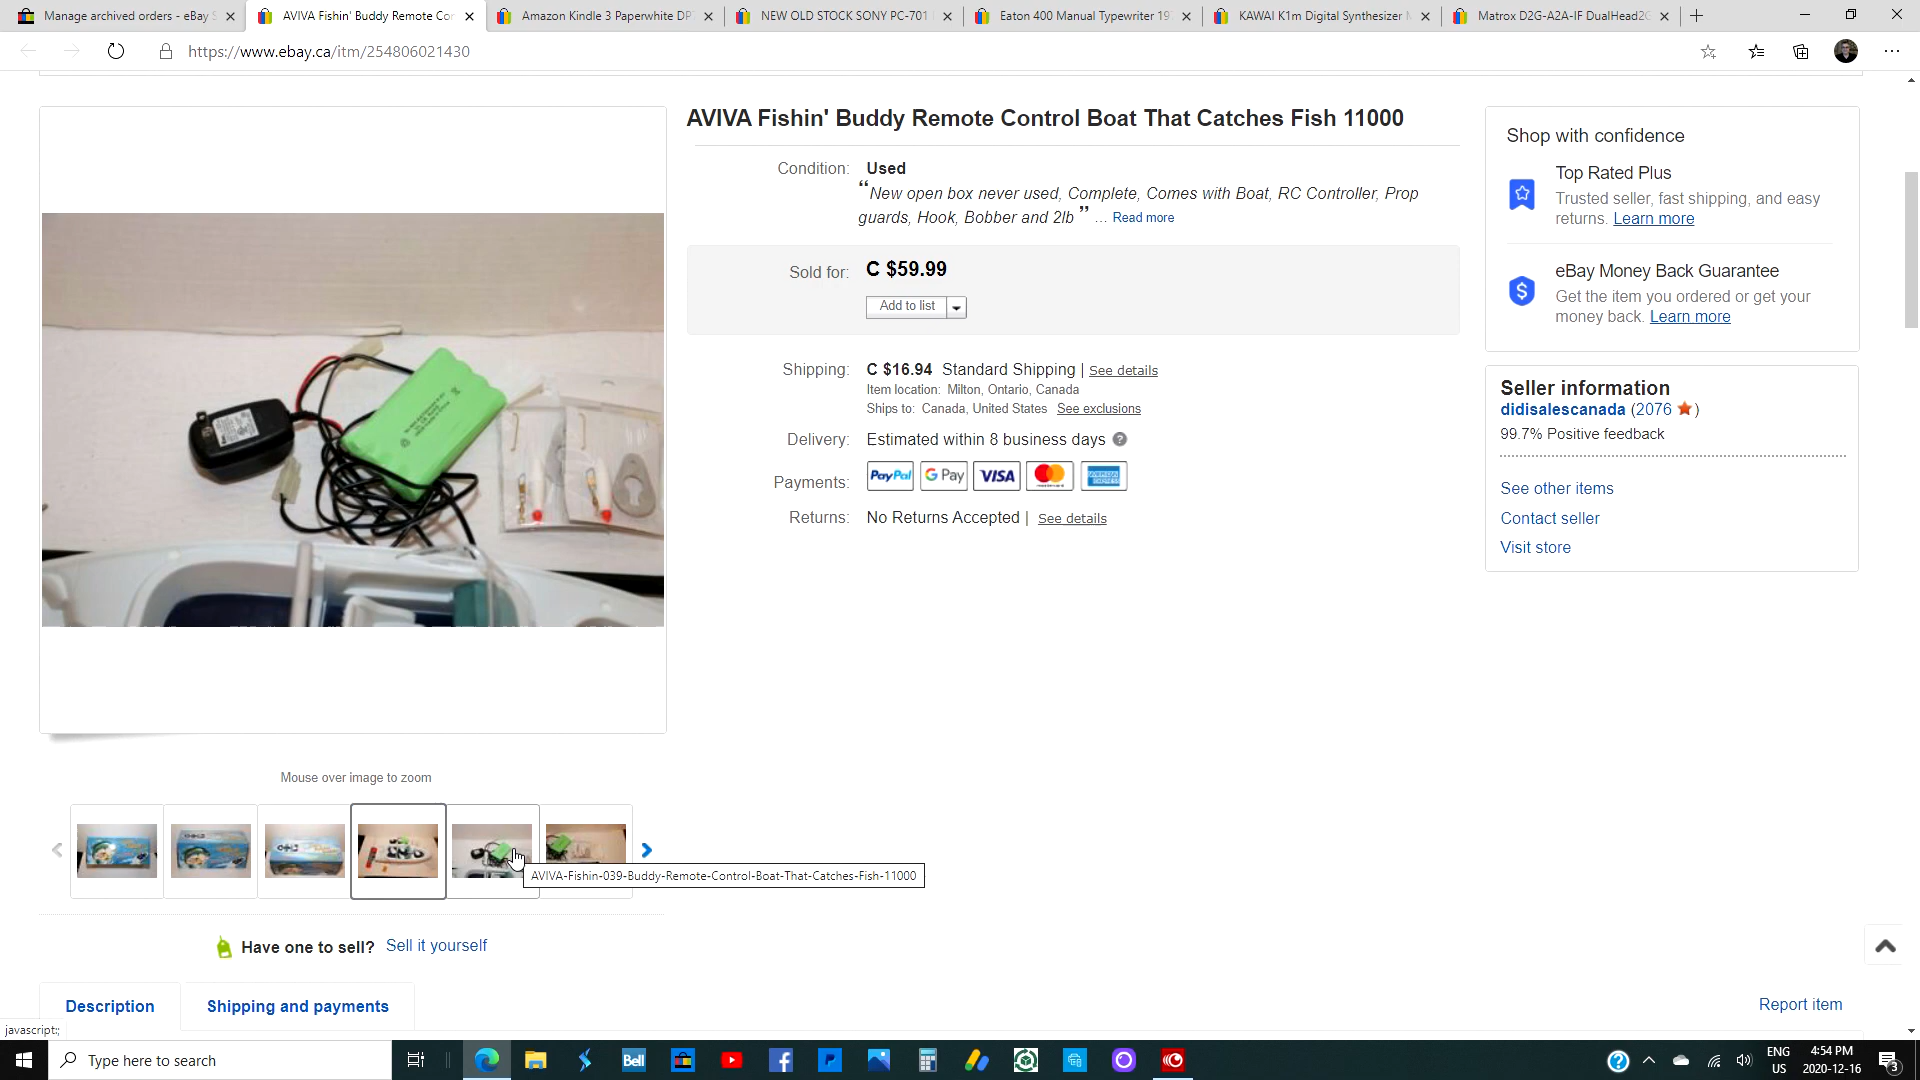 Manage archived orders - eBay S
AVIVA Fishin' Buddy Remote Cor
Amazon Kindle 3 Paperwhite DP
NEW OLD STOCK SONY PC-701
Eaton 400 Manual Typewriter 197
KAWAI K1m Digital Synthesizer M
Matrox D2G-A2A-IF DualHead2G
https://www.ebay.ca/itm/254806021430
AVIVA Fishin' Buddy Remote Control Boat That Catches Fish 11000
Condition: Used
“New open box never used, Complete, Comes with Boat, RC Controller, Prop
guards, Hook, Bobber and 2lb ” ... Read more
Sold for: C $59.99
Add to list
Shipping: C $16.94 Standard Shipping | See details
Item location: Milton, Ontario, Canada
Ships to: Canada, United States See exclusions
Delivery: Estimated within 8 business days ?
Payments: PayPal G Pay VISA
Returns: No Returns Accepted | See details
Shop with confidence
Top Rated Plus
Trusted seller, fast shipping, and easy
returns. Learn more
eBay Money Back Guarantee
Get the item you ordered or get your
money back. Learn more
Seller information
didisalescanada (2076 )
99.7% Positive feedback
See other items
Contact seller
Visit store
Mouse over image to zoom
AVIVA-Fishin-039-Buddy-Remote-Control-Boat-That-Catches-Fish-11000
Have one to sell? Sell it yourself
Description
Shipping and payments
Report item
javascript:;
Type here to search
Bell
ENG
US
4:54 PM
2020-12-16
3